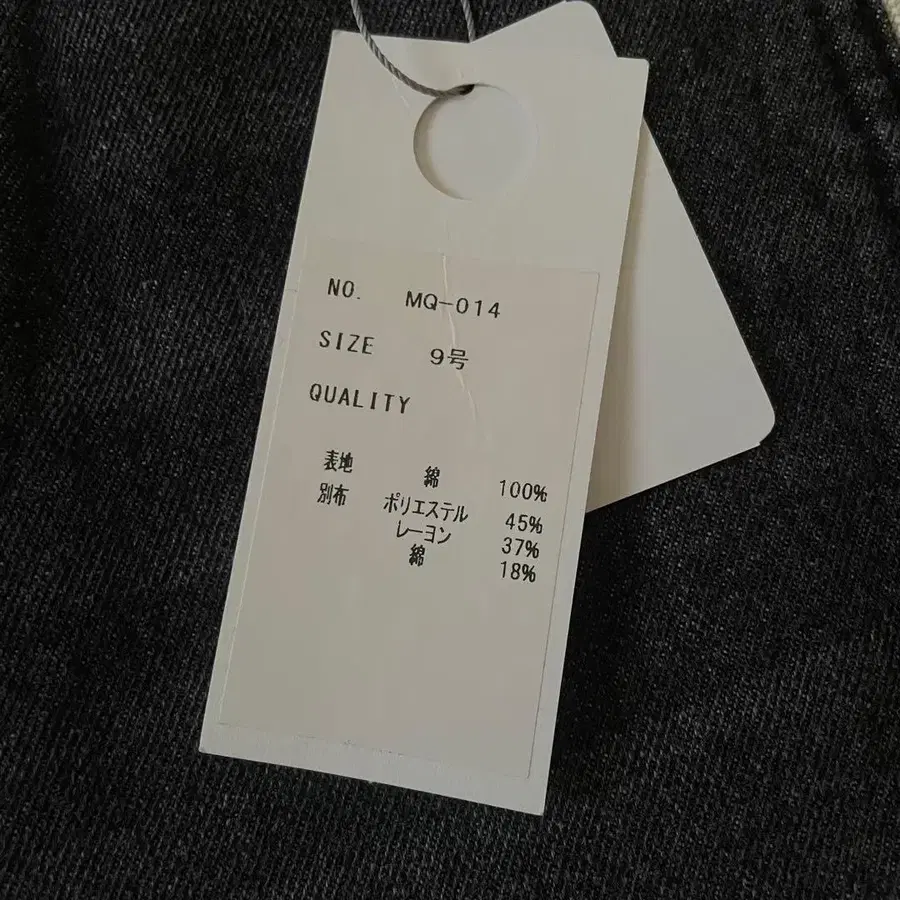 NO. MQ-014
SIZE 9号
QUALITY
表地 綿 100%
別布 ポリエステル 45%
レーヨン 37%
綿 18%